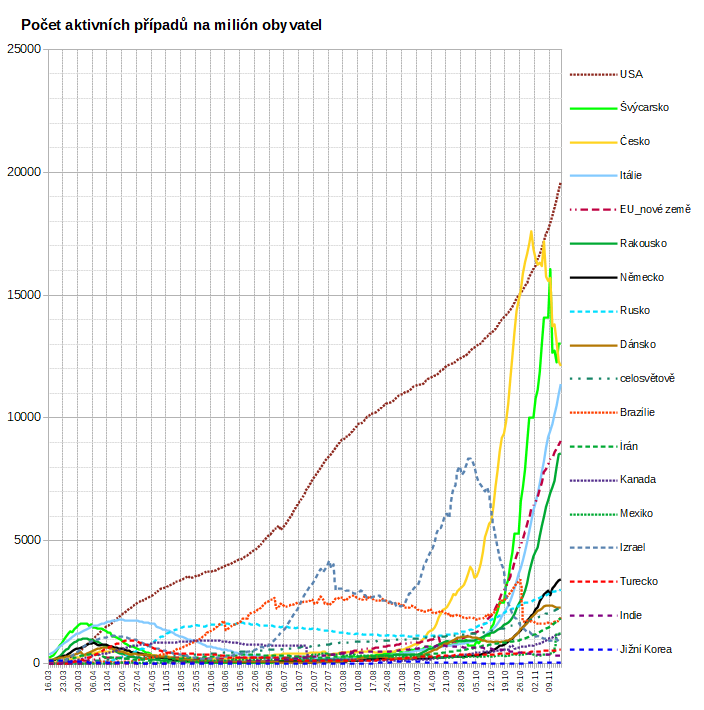 Počet aktivních případů na milión obyvatel
25000
20000
15000
10000
5000
0
16.03
23.03
30.03
06.04
13.04
20.04
27.04
04.05
11.05
18.05
25.05
01.06
08.06
15.06
22.06
29.06
06.07
13.07
20.07
27.07
03.08
10.08
17.08
24.08
31.08
07.09
14.09
21.09
28.09
05.10
12.10
19.10
26.10
02.11
09.11
USA
Švýcarsko
Česko
Itálie
EU_nové země
Rakousko
Německo
Rusko
Dánsko
celosvětově
Brazílie
Írán
Kanada
Mexiko
Izrael
Turecko
Indie
Jižní Korea